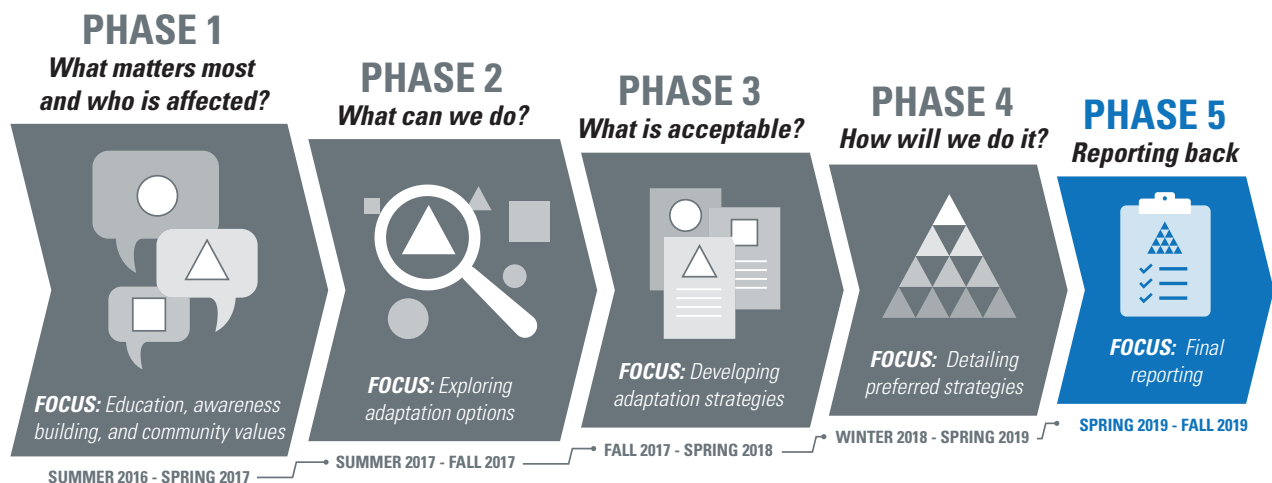 PHASE 1
What matters most
and who is affected?
FOCUS: Education, awareness
building, and community values
SUMMER 2016 - SPRING 2017
PHASE 2
What can we do?
FOCUS: Exploring
adaptation options
SUMMER 2017 - FALL 2017
PHASE 3
What is acceptable?
FOCUS: Developing
adaptation strategies
FALL 2017 - SPRING 2018
PHASE 4
How will we do it?
FOCUS: Detailing
preferred strategies
WINTER 2018 - SPRING 2019
PHASE 5
Reporting back
FOCUS: Final
reporting
SPRING 2019 - FALL 2019